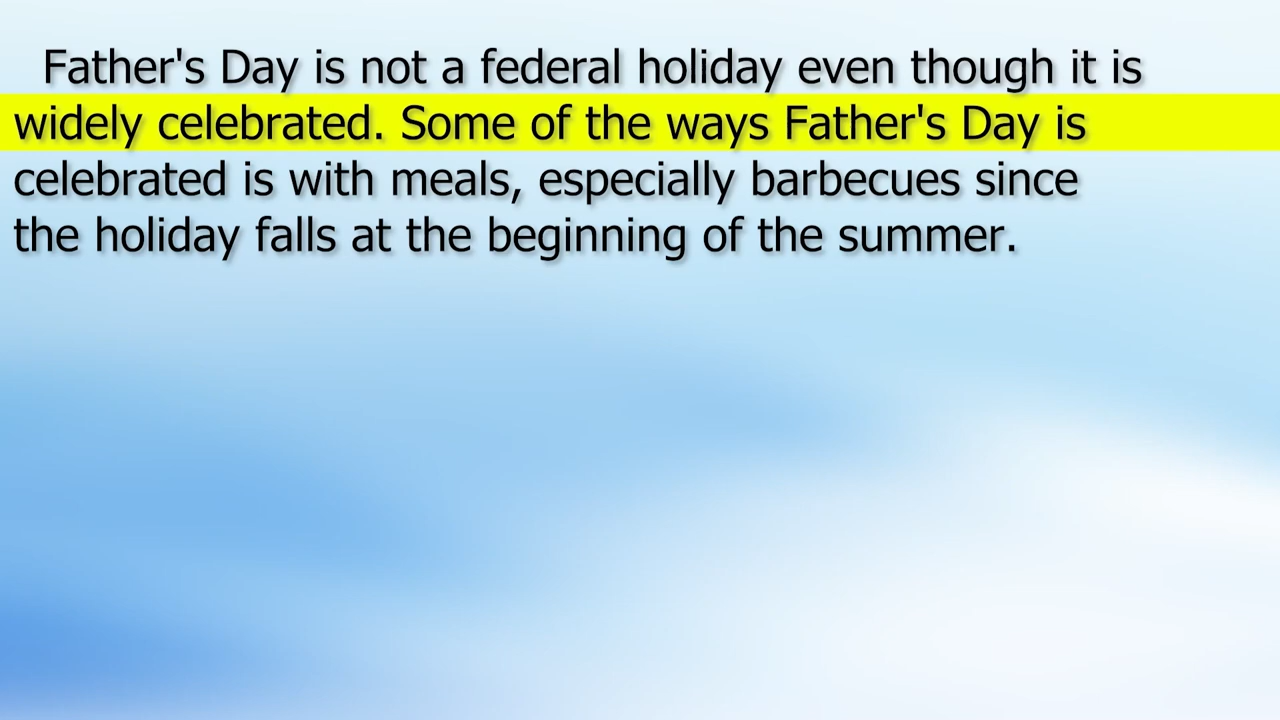 Father's Day is not a federal holiday even though it is
widely celebrated. Some of the ways Father's Day is
celebrated is with meals, especially barbecues since
the holiday falls at the beginning of the summer.